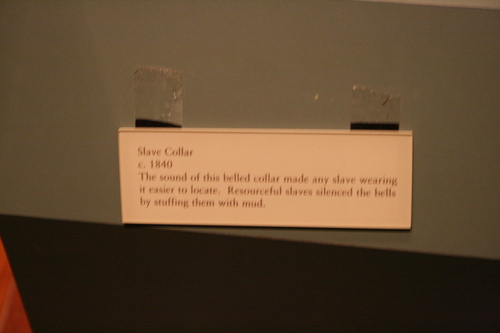 Slave Collar
c. 1840
The sound of this belled collar made any slave wearing
it easier to locate. Resourceful slaves silenced the bells
by stuffing them with mud.